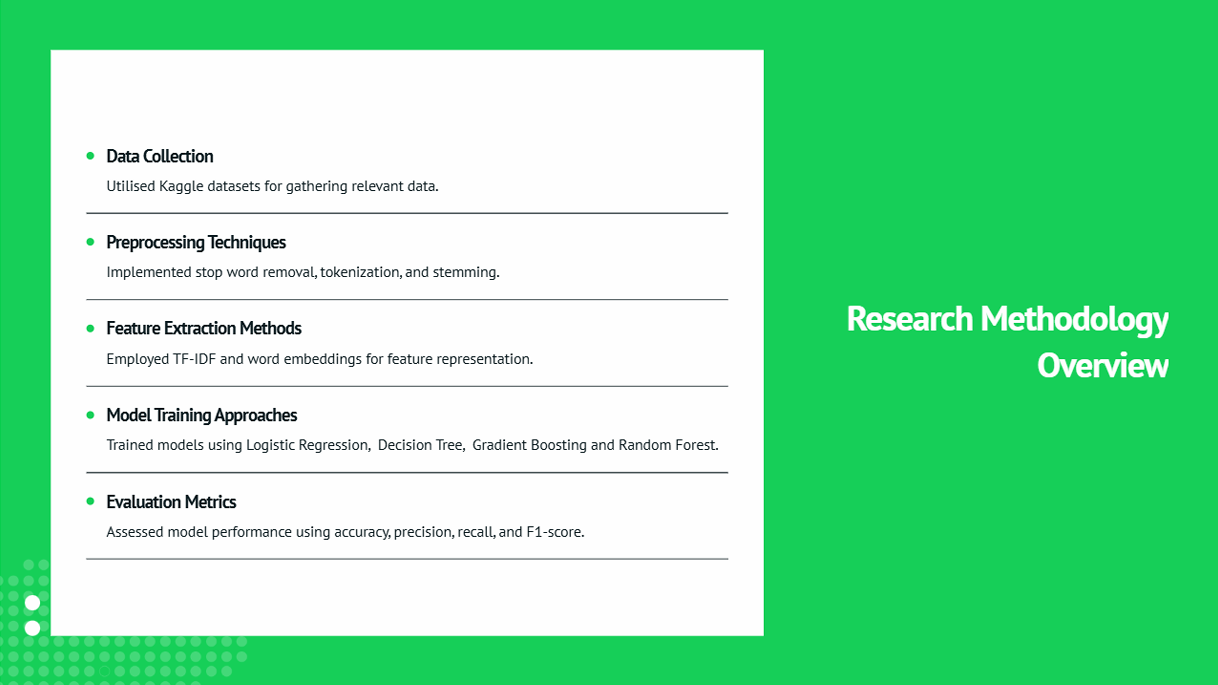 Data Collection
Utilised Kaggle datasets for gathering relevant data.
Preprocessing Techniques
Implemented stop word removal, tokenization, and stemming.
Feature Extraction Methods
Employed TF-IDF and word embeddings for feature representation.
Model Training Approaches
Trained models using Logistic Regression,  Decision Tree,  Gradient Boosting and Random Forest.
Evaluation Metrics
Assessed model performance using accuracy, precision, recall, and F1-score.
Research Methodology
Overview